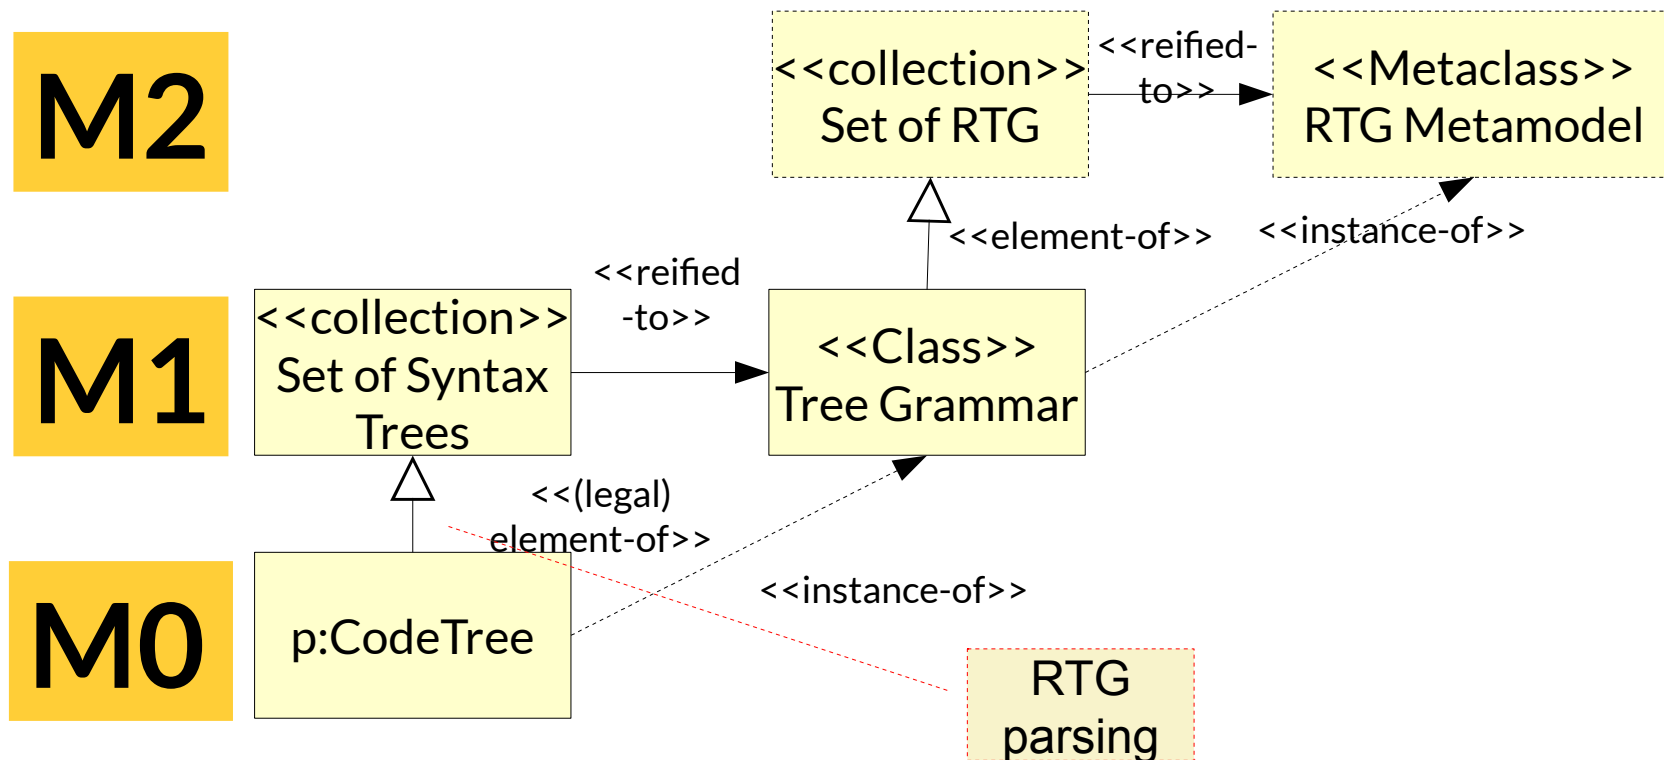 M2
<<collection>>
Set of RTG
<<reified-
to>>
<<Metaclass>>
RTG Metamodel
<<element-of>>
<<instance-of>>
M1
<<collection>>
Set of Syntax
Trees
<<reified
-to>>
<<Class>>
Tree Grammar
<<(legal)
element-of>>
<<instance-of>>
M0
p:CodeTree
RTG
parsing